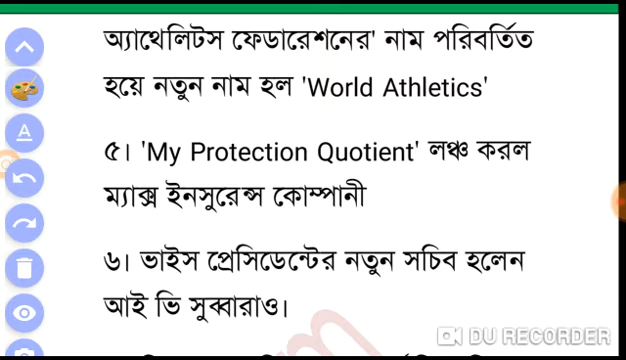 অ্যাথেলিটস ফেডারেশনের' নাম পরিবর্তিত
হয়ে নতুন নাম হল 'World Athletics'
৫। 'My Protection Quotient' লঞ্চ করল
ম্যাক্স ইনসুরেন্স কোম্পানী
৬। ভাইস প্রেসিডেন্টের নতুন সচিব হলেন
আই ভি সুব্বারাও।
DU RECORDER